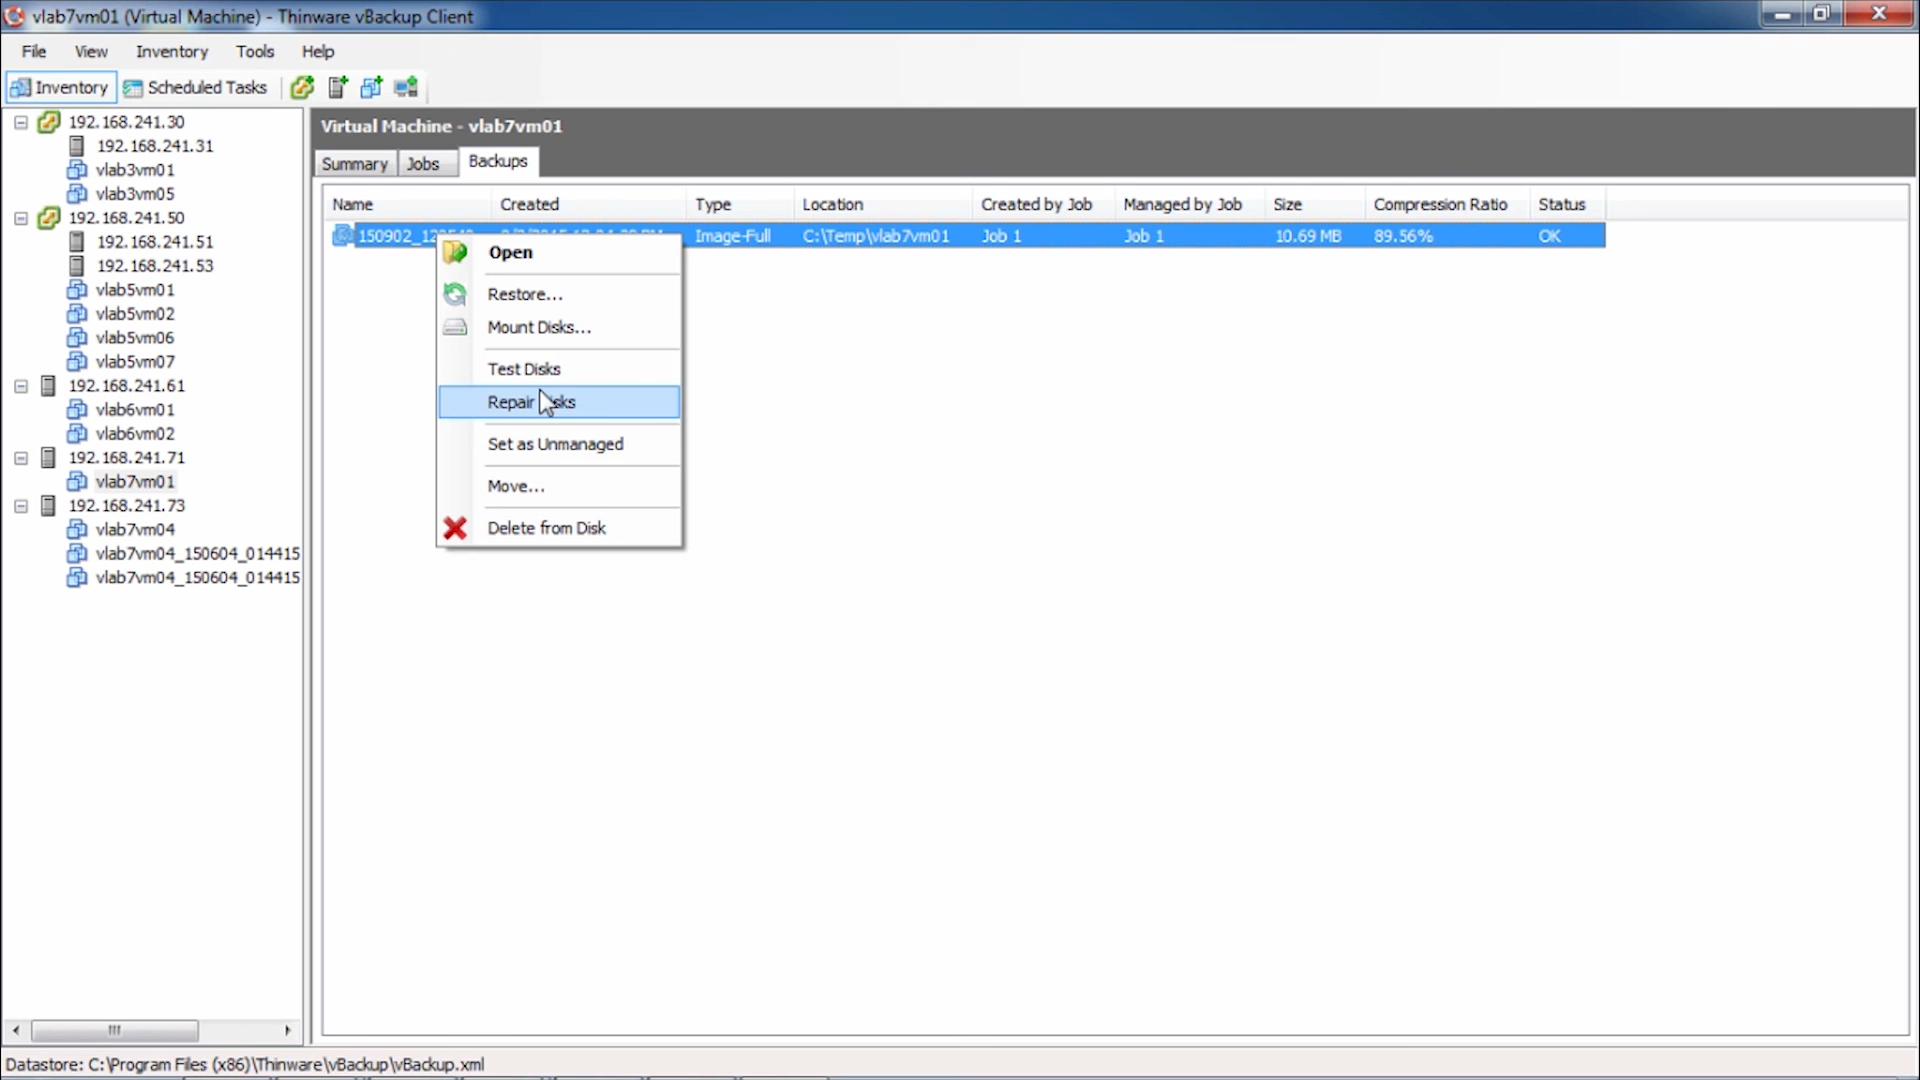 vlab7vm01 (Virtual Machine) - Thinware vBackup Client
File View Inventory Tools Help
Inventory Scheduled Tasks
192.168.241.30
192.168.241.31
vlab3vm01
vlab3vm05
192.168.241.50
192.168.241.51
192.168.241.53
vlab5vm01
vlab5vm02
vlab5vm06
vlab5vm07
192.168.241.61
vlab6vm01
vlab6vm02
192.168.241.71
vlab7vm01
192.168.241.73
vlab7vm04
vlab7vm04_150604_014415
vlab7vm04_150604_014415
Virtual Machine - vlab7vm01
Summary Jobs Backups
Name Created Type Location Created by Job Managed by Job Size Compression Ratio Status
Image-Full C:\Temp\vlab7vm01 Job 1 Job 1 10.69 MB 89.56% OK
Open
Restore...
Mount Disks...
Test Disks
Repair Disks
Set as Unmanaged
Move...
Delete from Disk
Datastore: C:\Program Files (x86)\Thinware\vBackup\vBackup.xml